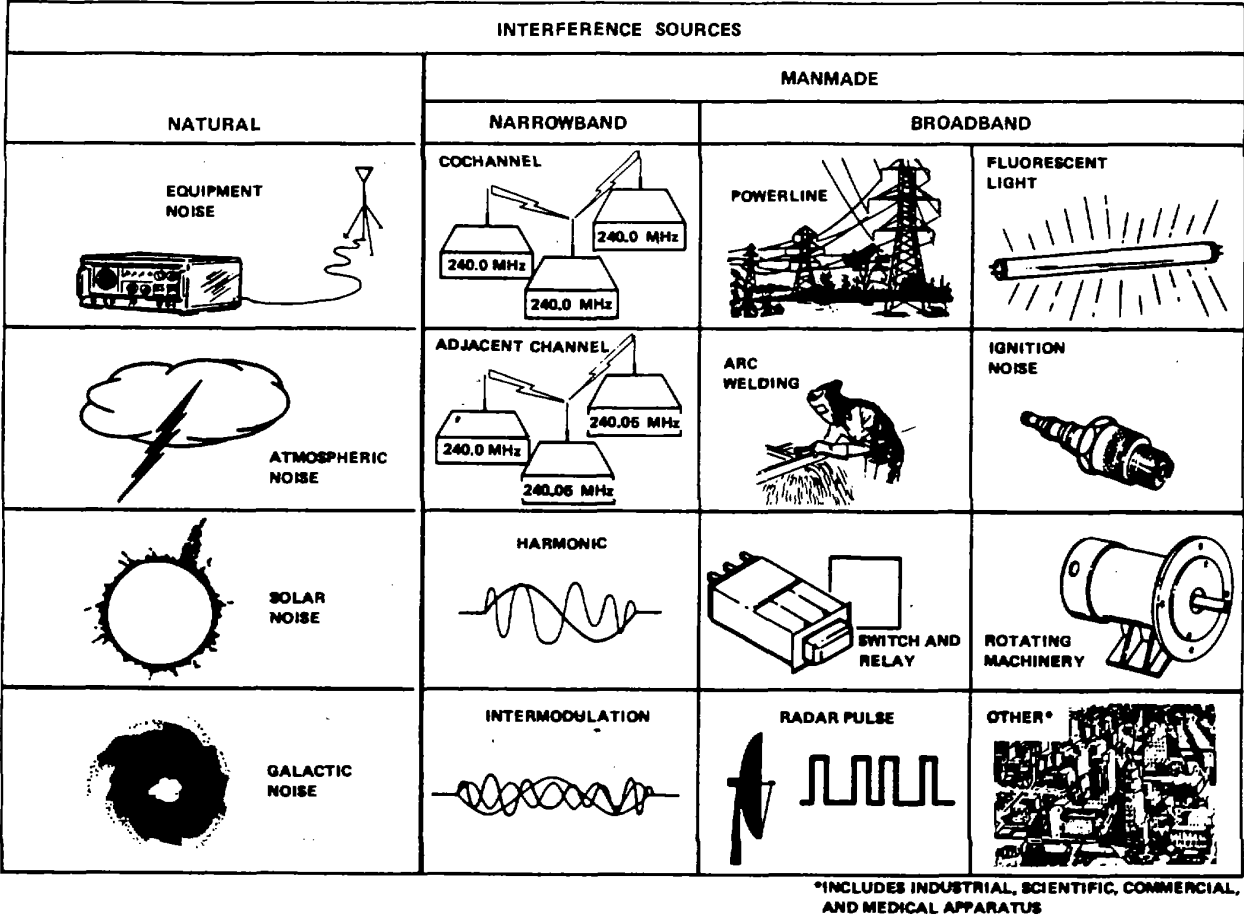 INTERFERENCE SOURCES
MANMADE
NATURAL
NARROWBAND
BROADBAND
EQUIPMENT
NOISE
COCHANNEL
240.0 MHz
240.0 MHz
240.0 MHz
POWERLINE
FLUORESCENT
LIGHT
ATMOSPHERIC
NOISE
ADJACENT CHANNEL
240.05 MHz
240.0 MHz
240.05 MHz
ARC
WELDING
IGNITION
NOISE
SOLAR
NOISE
HARMONIC
SWITCH AND
RELAY
ROTATING
MACHINERY
GALACTIC
NOISE
INTERMODULATION
RADAR PULSE
OTHER*
*INCLUDES INDUSTRIAL, SCIENTIFIC, COMMERCIAL,
AND MEDICAL APPARATUS